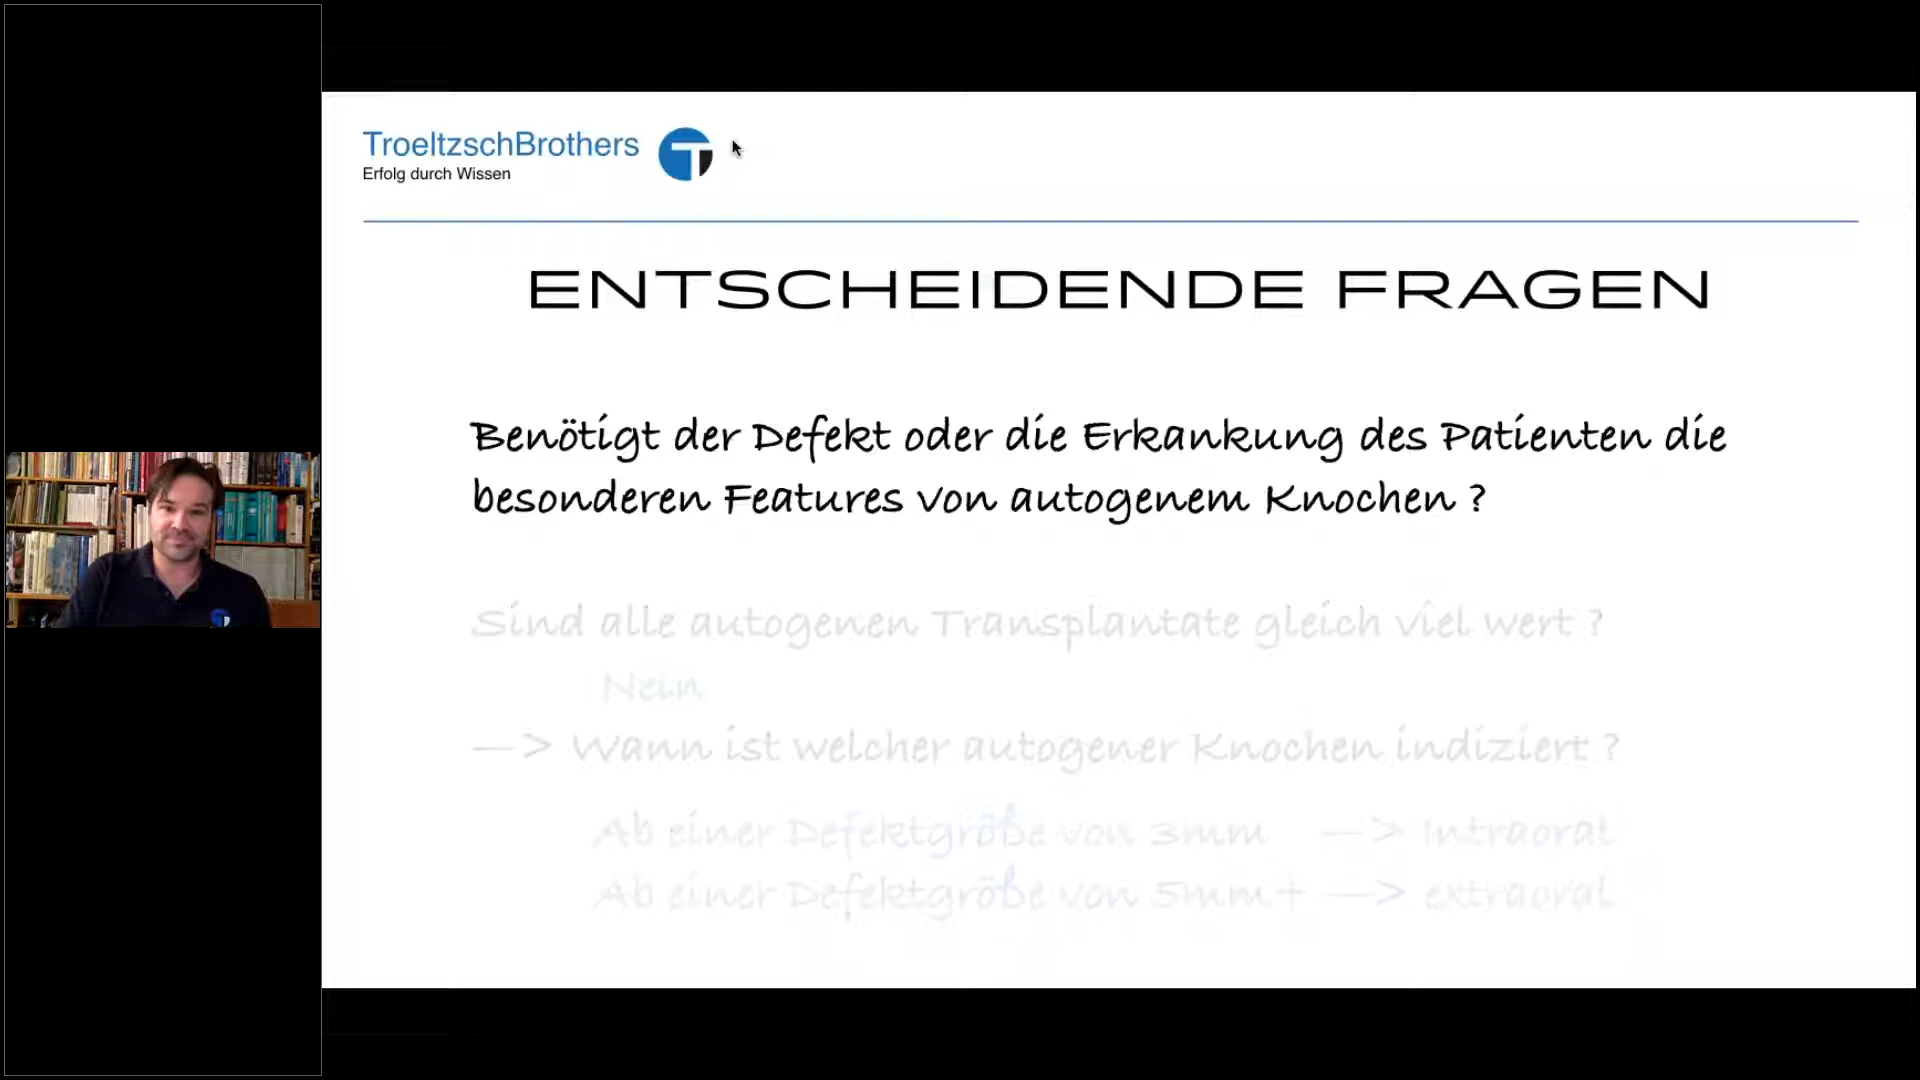 TroeltzschBrothers
Erfolg durch Wissen
ENTSCHEIDENDE FRAGEN
Benötigt der Defekt oder die Erkankung des Patienten die
besonderen Features von autogenem Knochen ?
Sind alle autogenen Transplantate gleich viel wert ?
Nein
—> Wann ist welcher autogener Knochen indiziert ?
Ab einer Defektgröße von 3mm —> Intraoral
Ab einer Defektgröße von 5mm+ —> extraoral